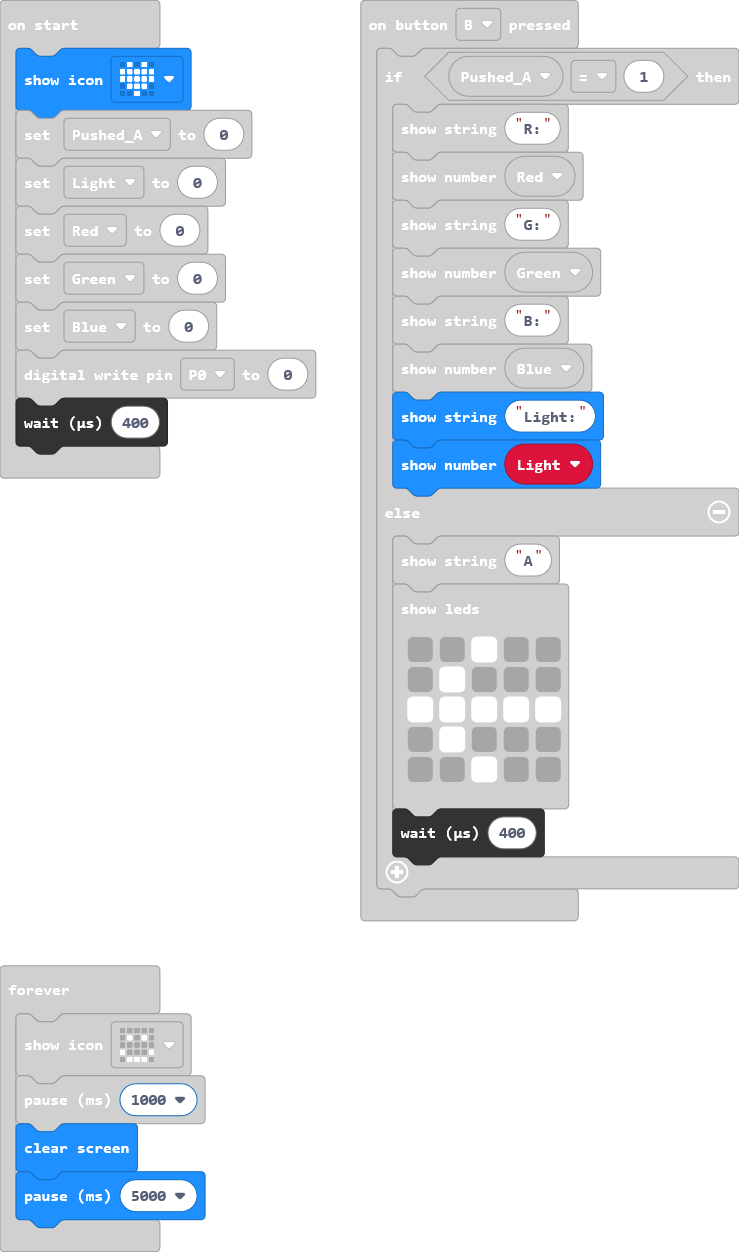 on start
show icon
set Pushed_A to 0
set Light to 0
set Red to 0
set Green to 0
set Blue to 0
digital write pin P0 to 0
wait (µs) 400
on button B pressed
if Pushed_A = 1 then
show string "R:"
show number Red
show string "G:"
show number Green
show string "B:"
show number Blue
show string "Light:"
show number Light
else
show string "A"
show leds
wait (µs) 400
forever
show icon
pause (ms) 1000
clear screen
pause (ms) 5000